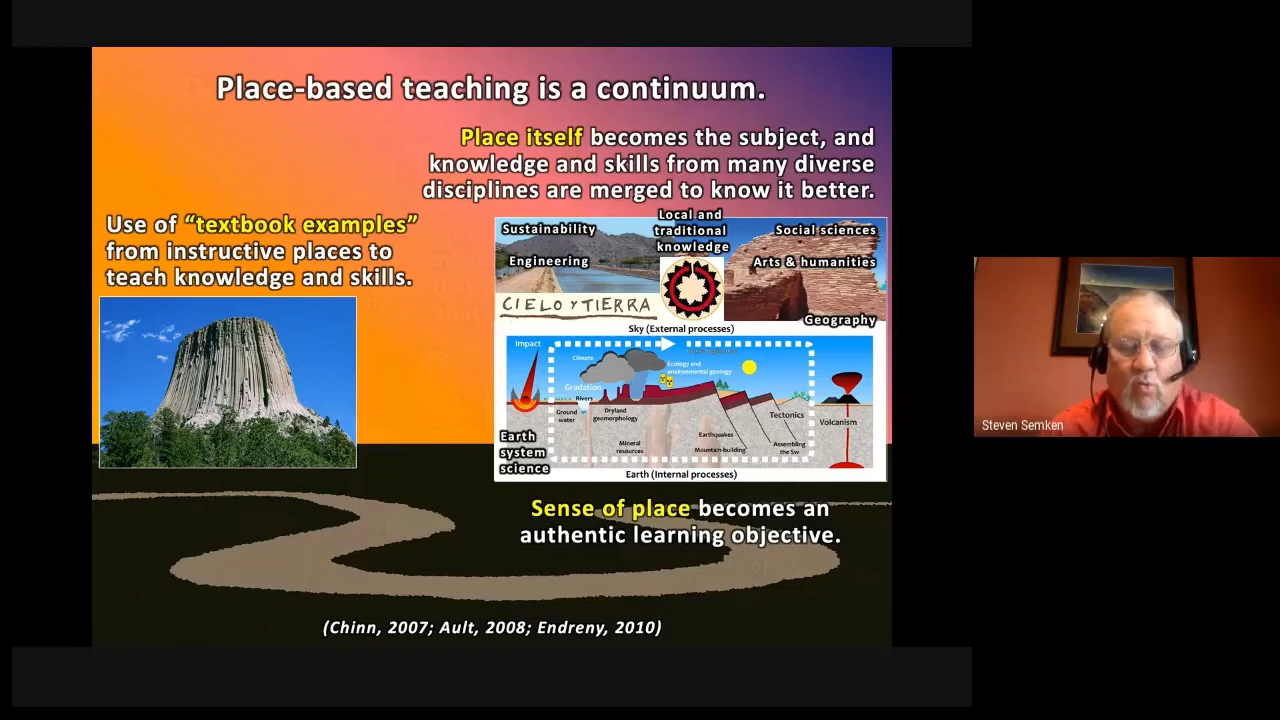 Place-based teaching is a continuum.
Place itself becomes the subject, and
knowledge and skills from many diverse
disciplines are merged to know it better.
Use of “textbook examples”
from instructive places to
teach knowledge and skills.
Sustainability
Engineering
Local and
traditional
knowledge
Social sciences
Arts & humanities
Geography
CIELO Y TIERRA
Sky (External processes)
Impact
Climate
Ecology and
environmental geology
Gradation
Rivers
Ground
water
Dryland
geomorphology
Tectonics
Volcanism
Earthquakes
Mineral
resources
Mountain-building
Assembling
the Sw
Earth
system
science
Earth (Internal processes)
Sense of place becomes an
authentic learning objective.
(Chinn, 2007; Ault, 2008; Endreny, 2010)
Steven Semken